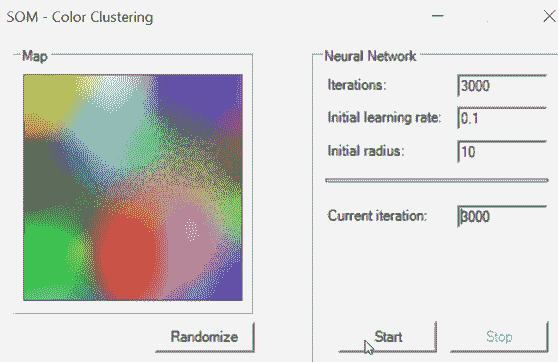 SOM - Color Clustering
Map
Neural Network
Iterations: 3000
Initial learning rate: 0.1
Initial radius: 10
Current iteration: 3000
Randomize
Start
Stop